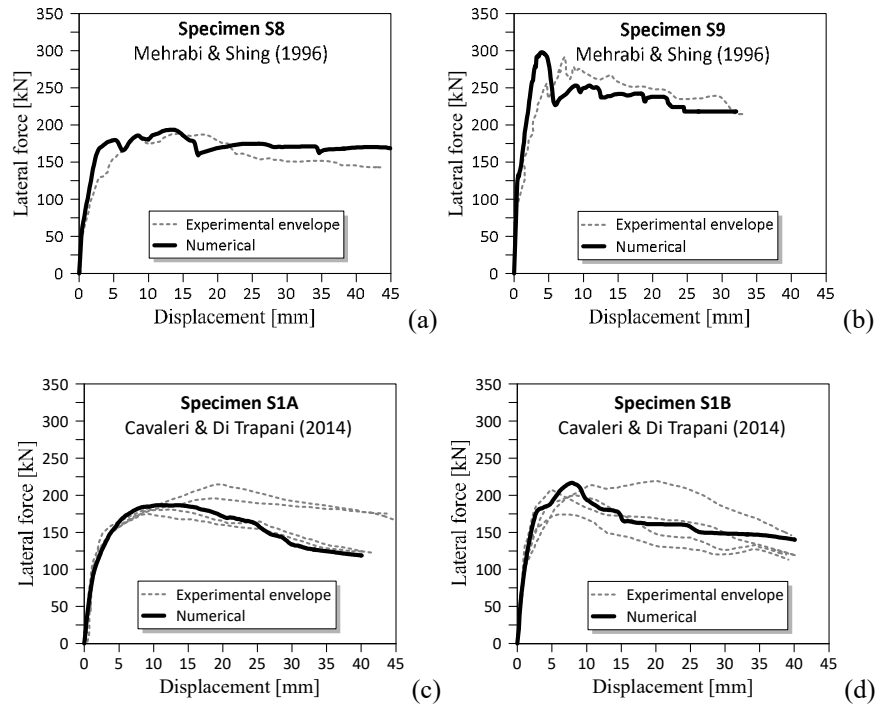 Specimen S8
Mehrabi & Shing (1996)
Lateral force [kN]
350
300
250
200
150
100
50
0
Experimental envelope
Numerical
0 5 10 15 20 25 30 35 40 45
Displacement [mm]
(a)
Specimen S9
Mehrabi & Shing (1996)
Lateral force [kN]
350
300
250
200
150
100
50
0
Experimental envelope
Numerical
0 5 10 15 20 25 30 35 40 45
Displacement [mm]
(b)
Specimen S1A
Cavaleri & Di Trapani (2014)
Lateral force [kN]
350
300
250
200
150
100
50
0
Experimental envelope
Numerical
0 5 10 15 20 25 30 35 40 45
Displacement [mm]
(c)
Specimen S1B
Cavaleri & Di Trapani (2014)
Lateral force [kN]
350
300
250
200
150
100
50
0
Experimental envelope
Numerical
0 5 10 15 20 25 30 35 40 45
Displacement [mm]
(d)